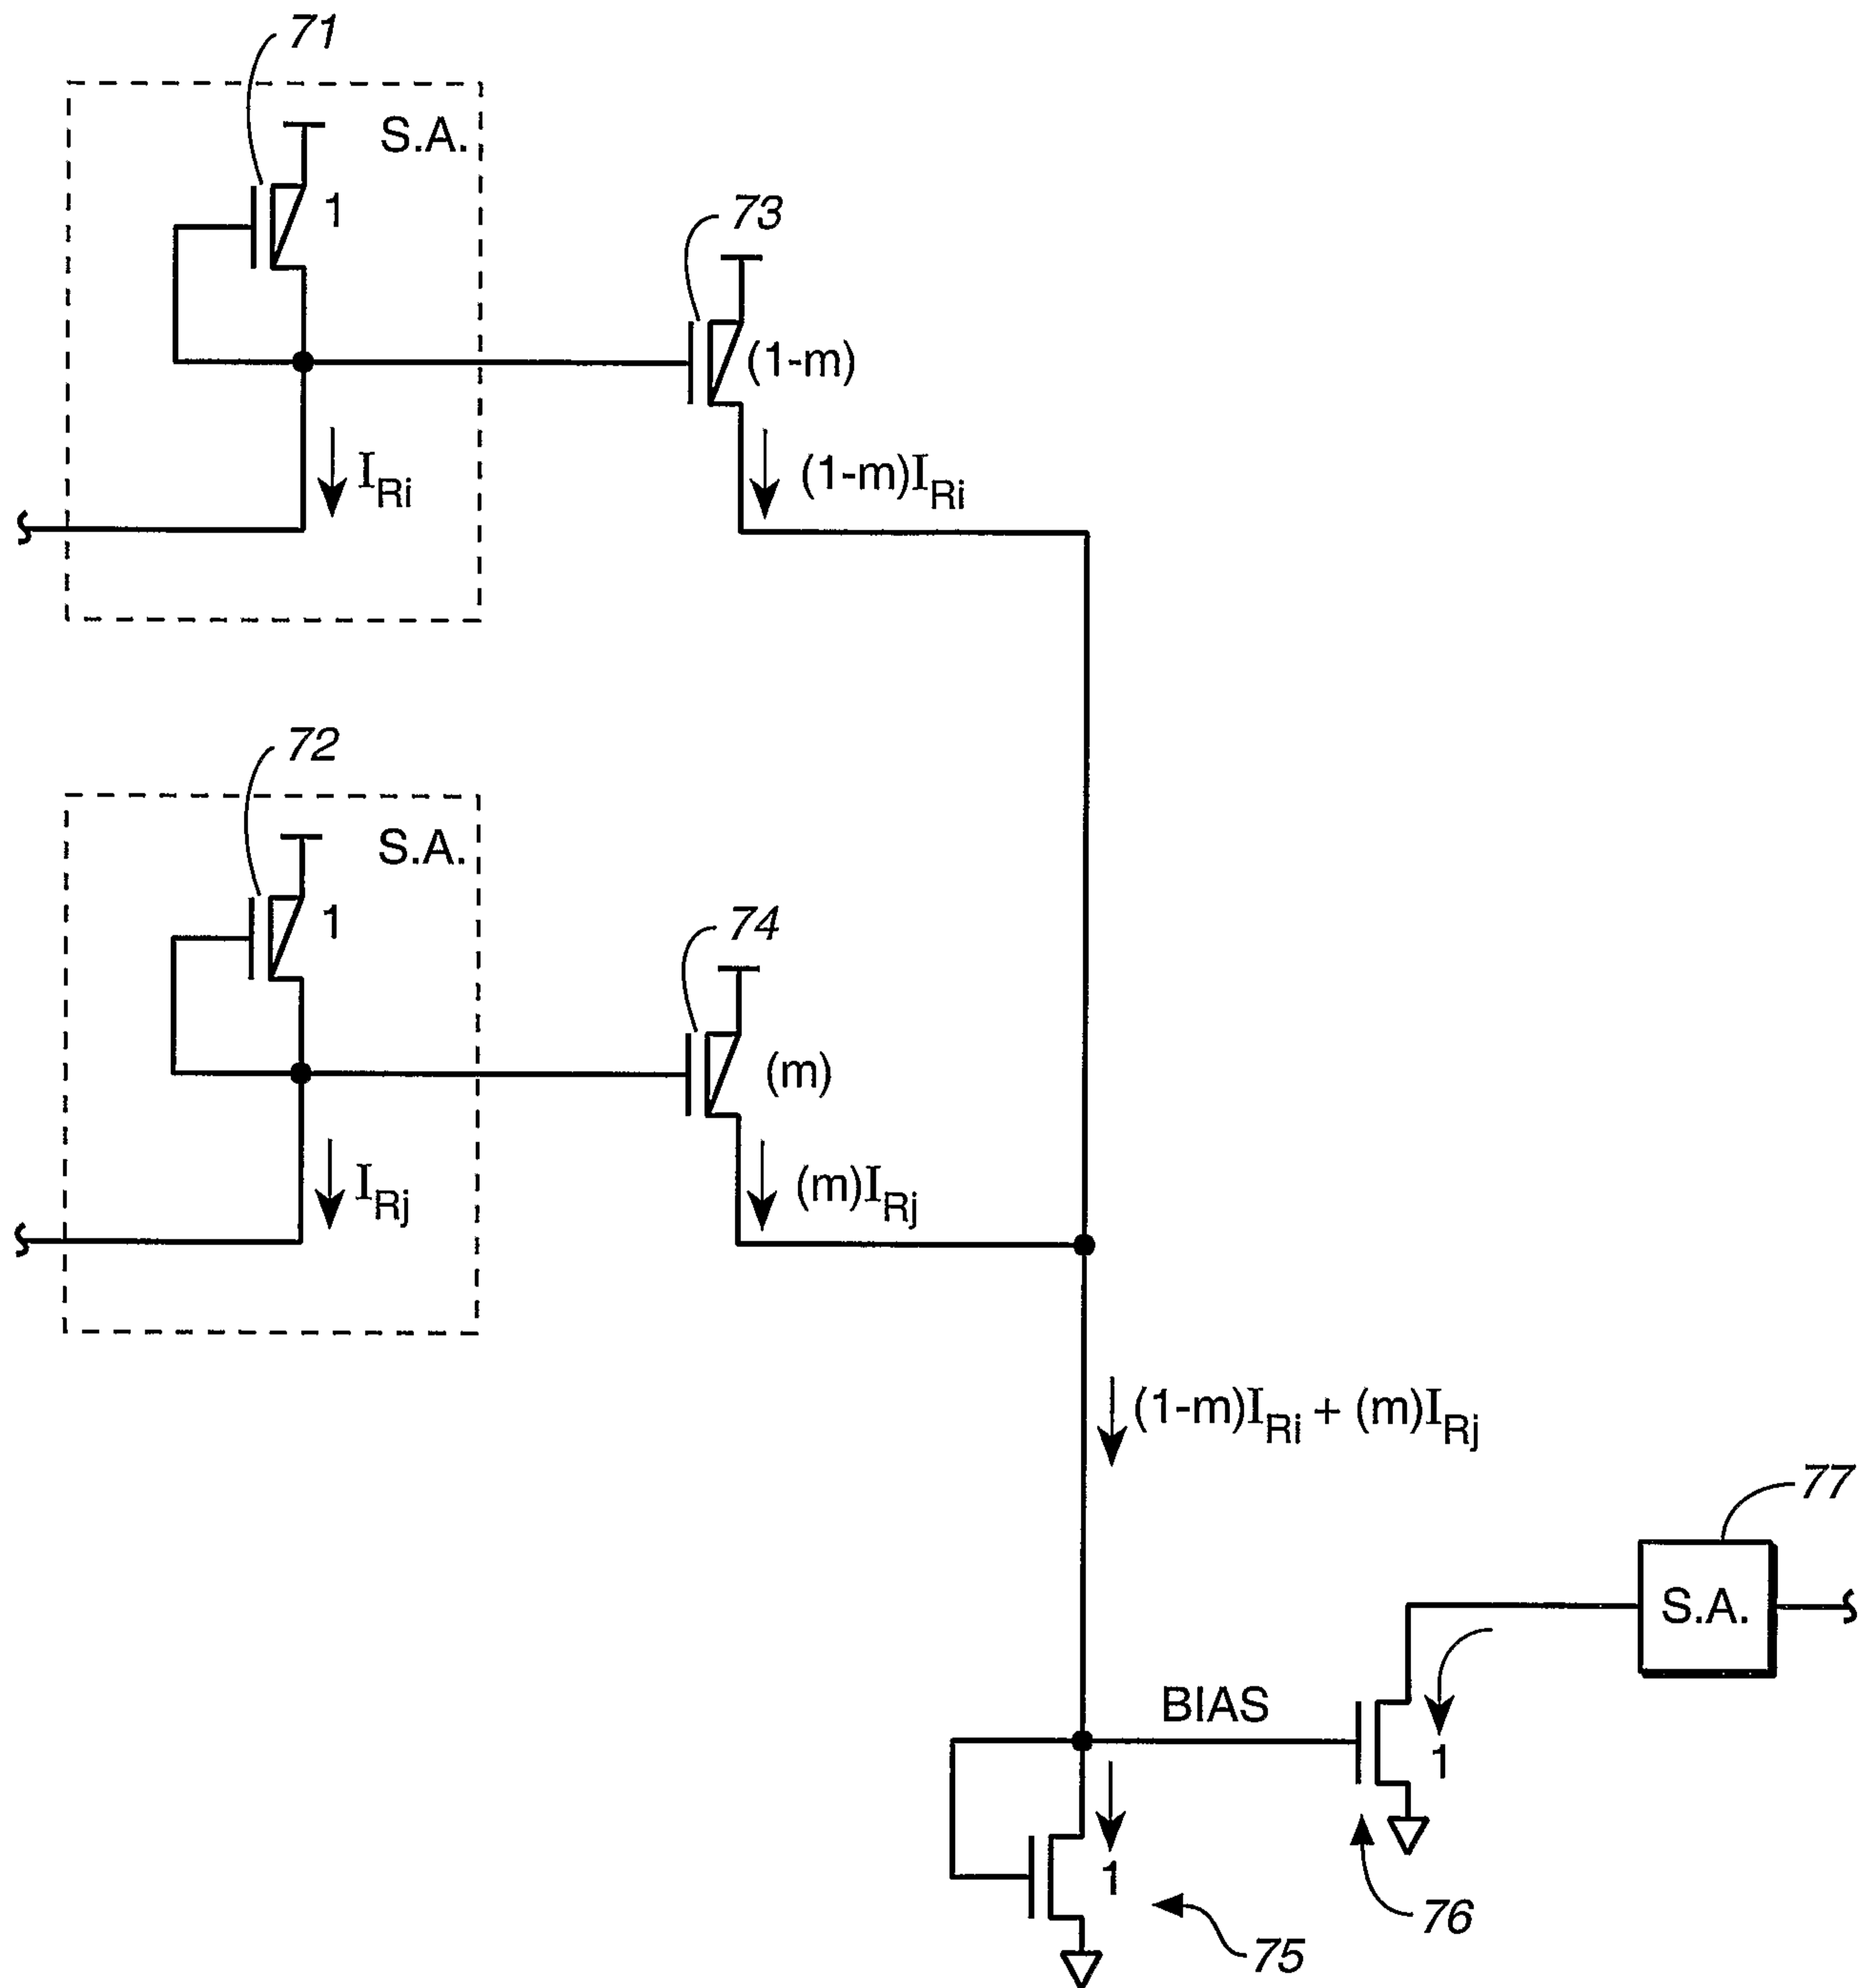 71
S.A.
1
73
(1-m)
I_Ri
(1-m)I_Ri
72
S.A.
1
74
(m)
I_Rj
(m)I_Rj
(1-m)I_Ri + (m)I_Rj
77
S.A.
BIAS
1
1
76
75